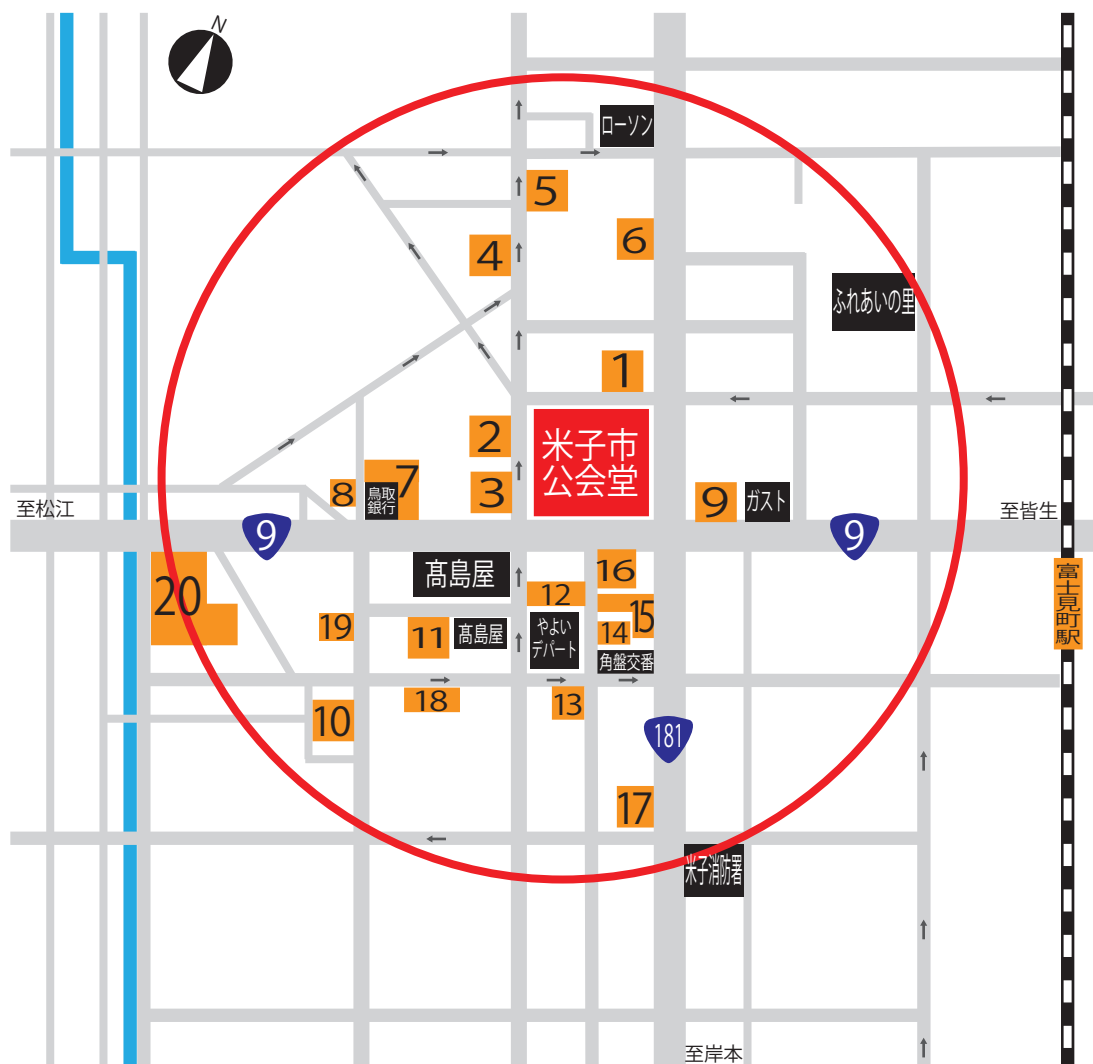 N
ローソン
5
4
6
ふれあいの里
1
2
米子市
公会堂
3
7
鳥取
銀行
8
9
ガスト
至松江
至皆生
9
9
富士見町駅
髙島屋
16
20
12
15
19
11
髙島屋
やよい
デパート
14
角盤交番
18
13
10
181
17
米子消防署
至岸本